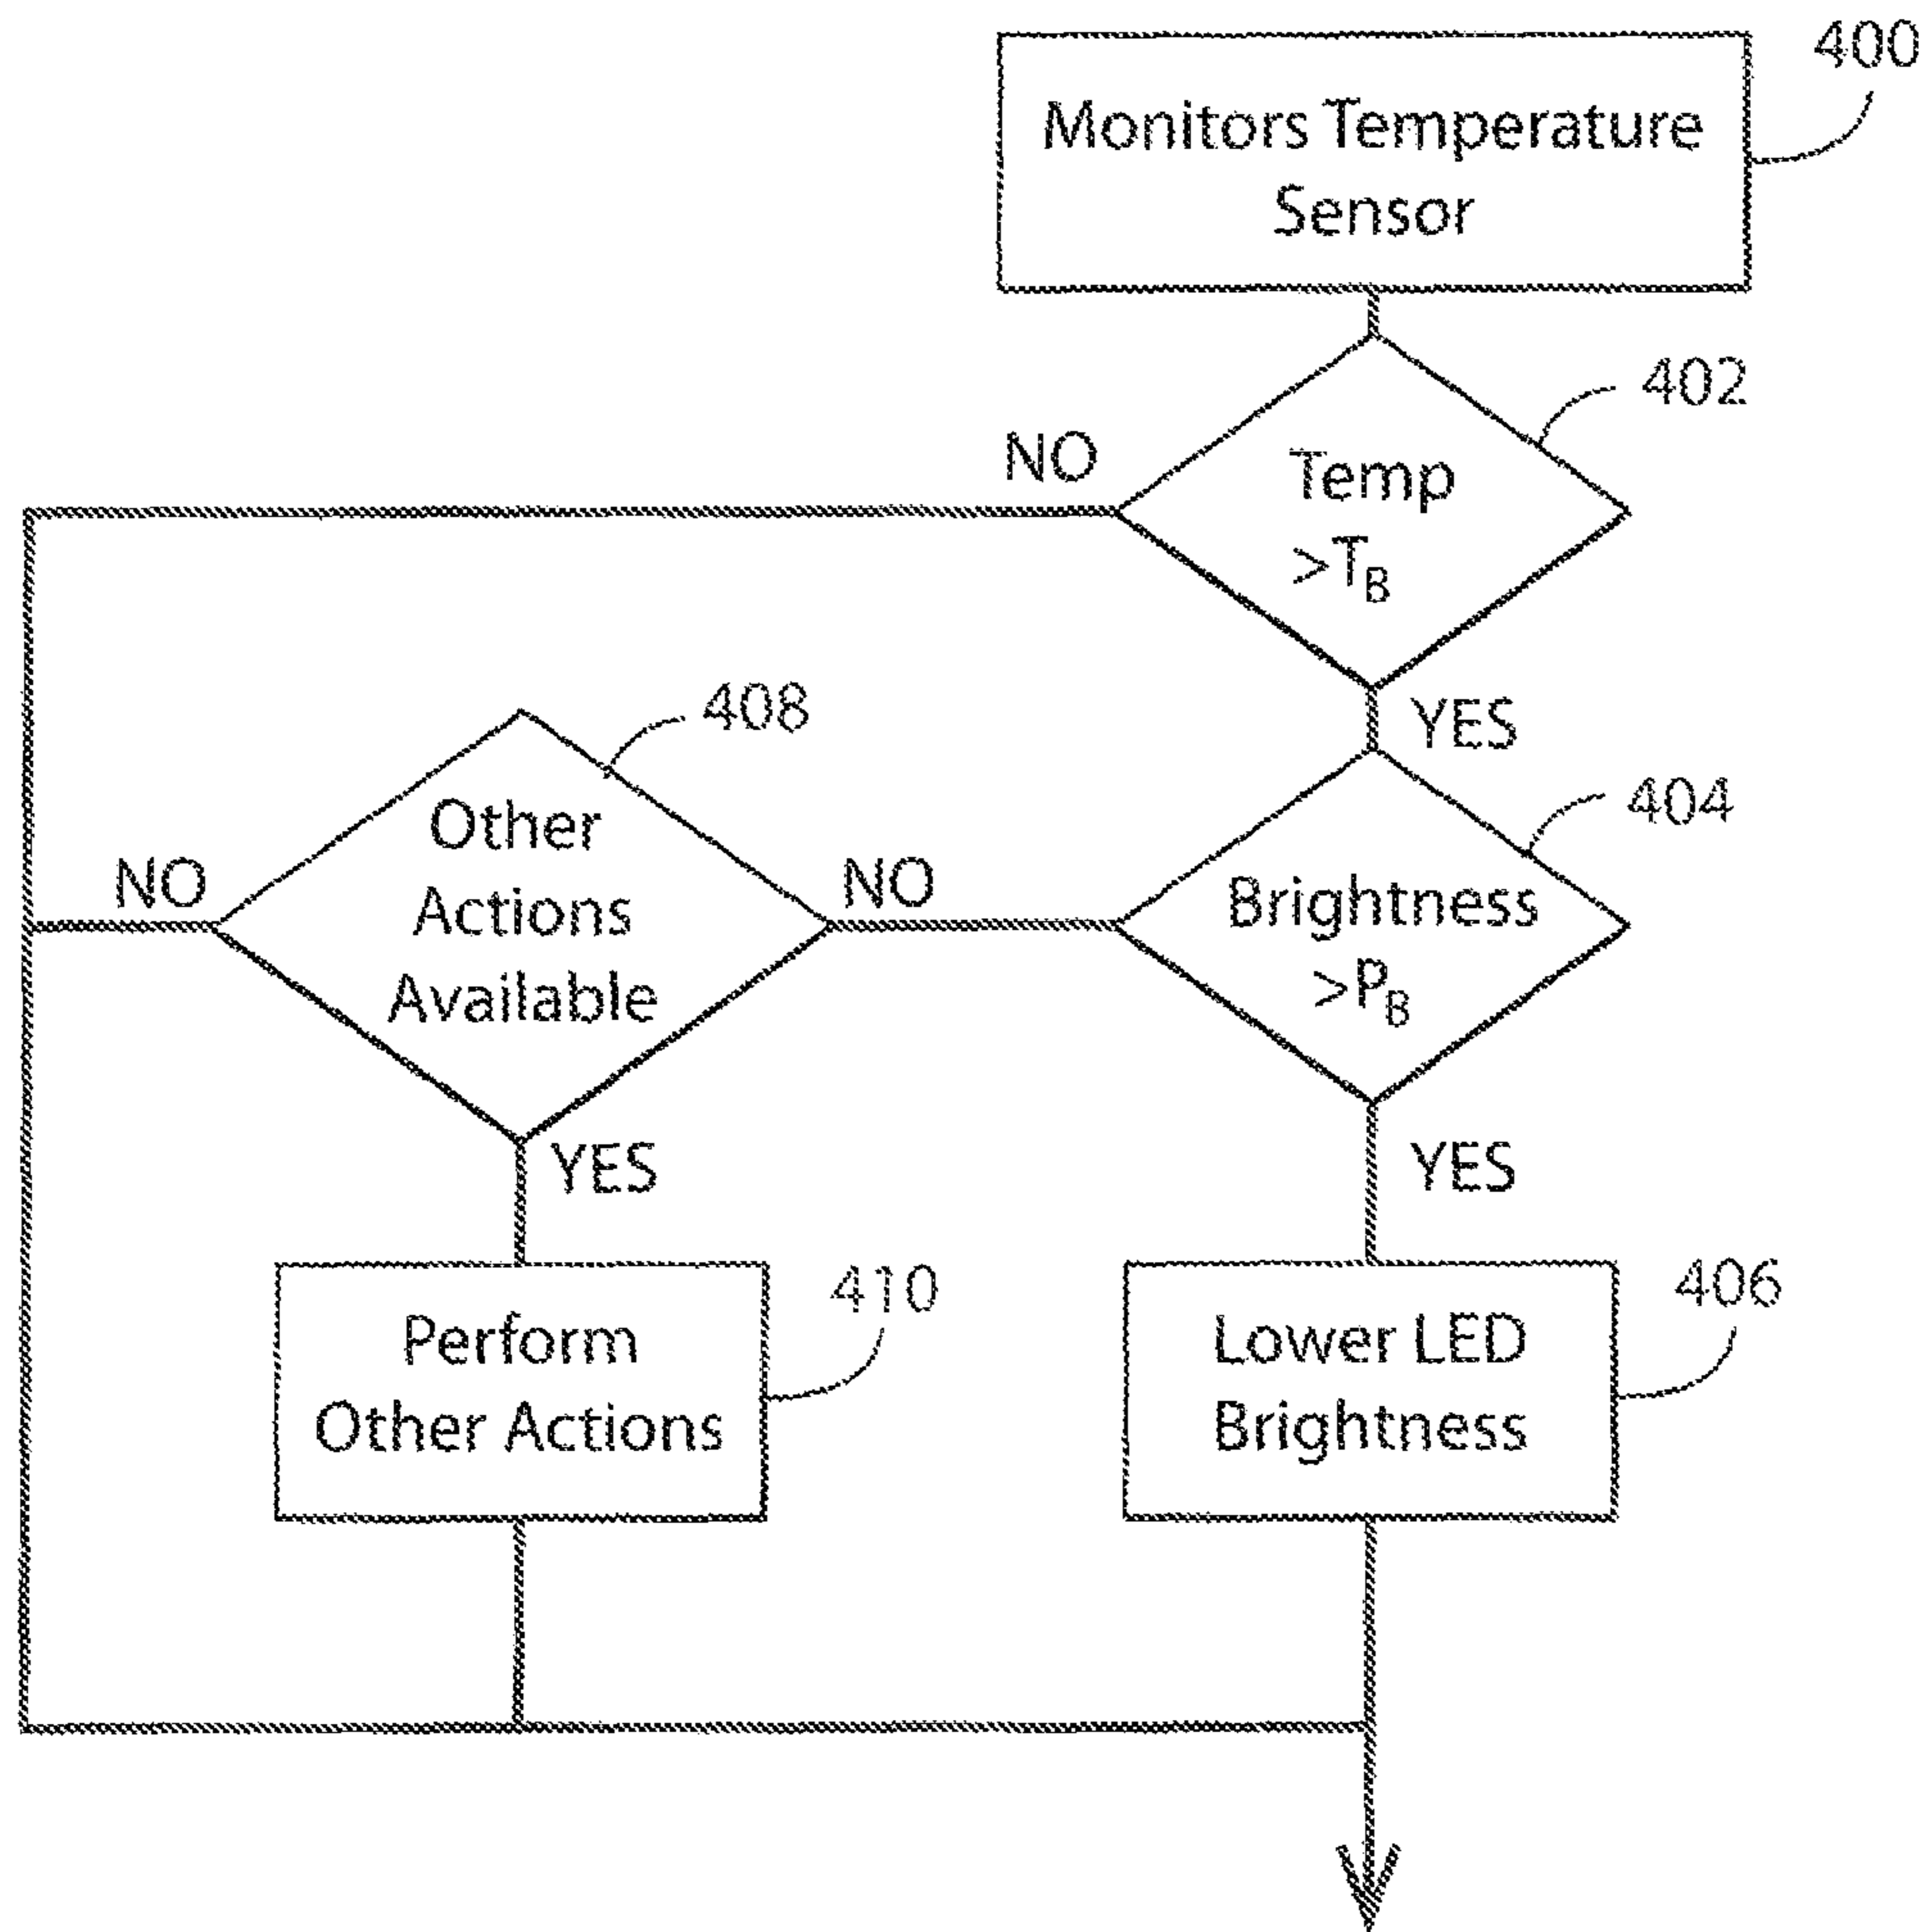 400
Monitors Temperature
Sensor
402
NO
Temp
>T_B
YES
408
404
Other
Actions
Available
NO
NO
Brightness
>P_B
YES
YES
410
406
Perform
Other Actions
Lower LED
Brightness